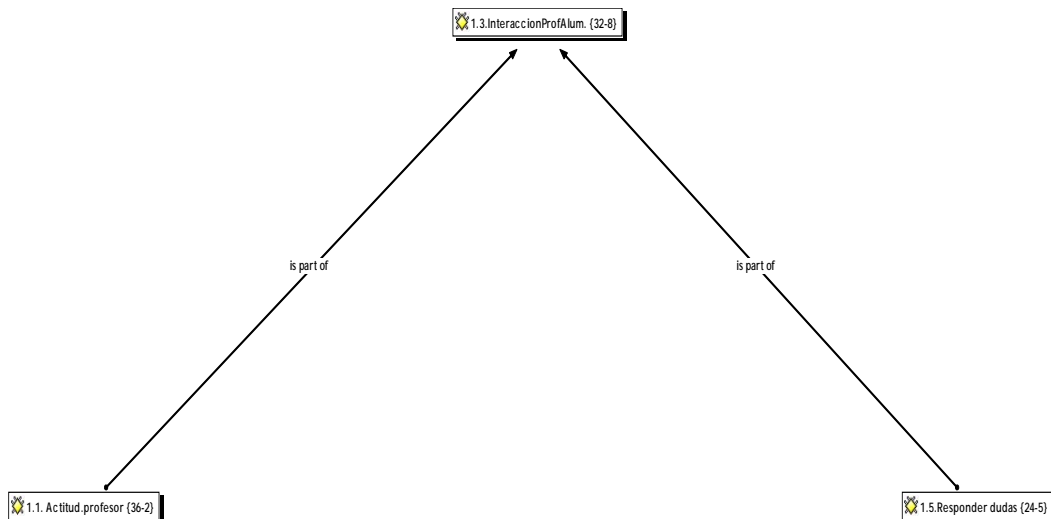 1.3.InteraccionProfAlum. {32-8}
is part of
is part of
1.1. Actitud.profesor {36-2}
1.5.Responder dudas {24-5}